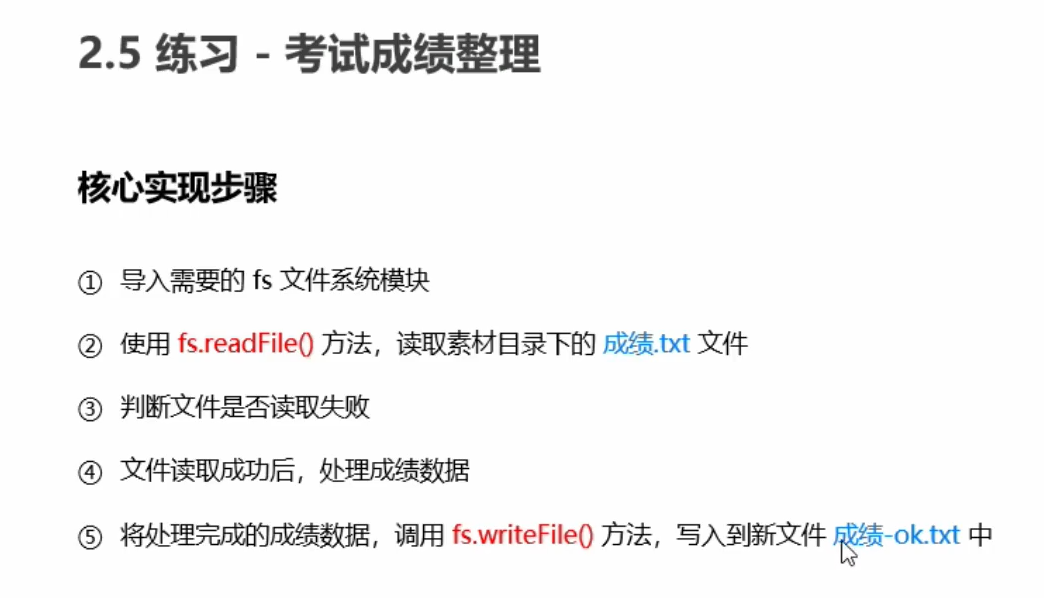 2.5 练习 - 考试成绩整理
核心实现步骤
① 导入需要的 fs 文件系统模块
② 使用 fs.readFile() 方法，读取素材目录下的 成绩.txt 文件
③ 判断文件是否读取失败
④ 文件读取成功后，处理成绩数据
⑤ 将处理完成的成绩数据，调用 fs.writeFile() 方法，写入到新文件 成绩-ok.txt 中